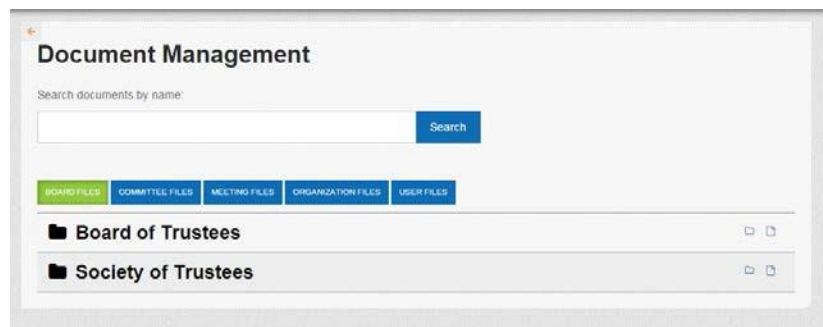 Document Management
Search documents by name:
Search
BOARD FILES COMMITTEE FILES MEETING FILES ORGANIZATION FILES USER FILES
Board of Trustees
Society of Trustees